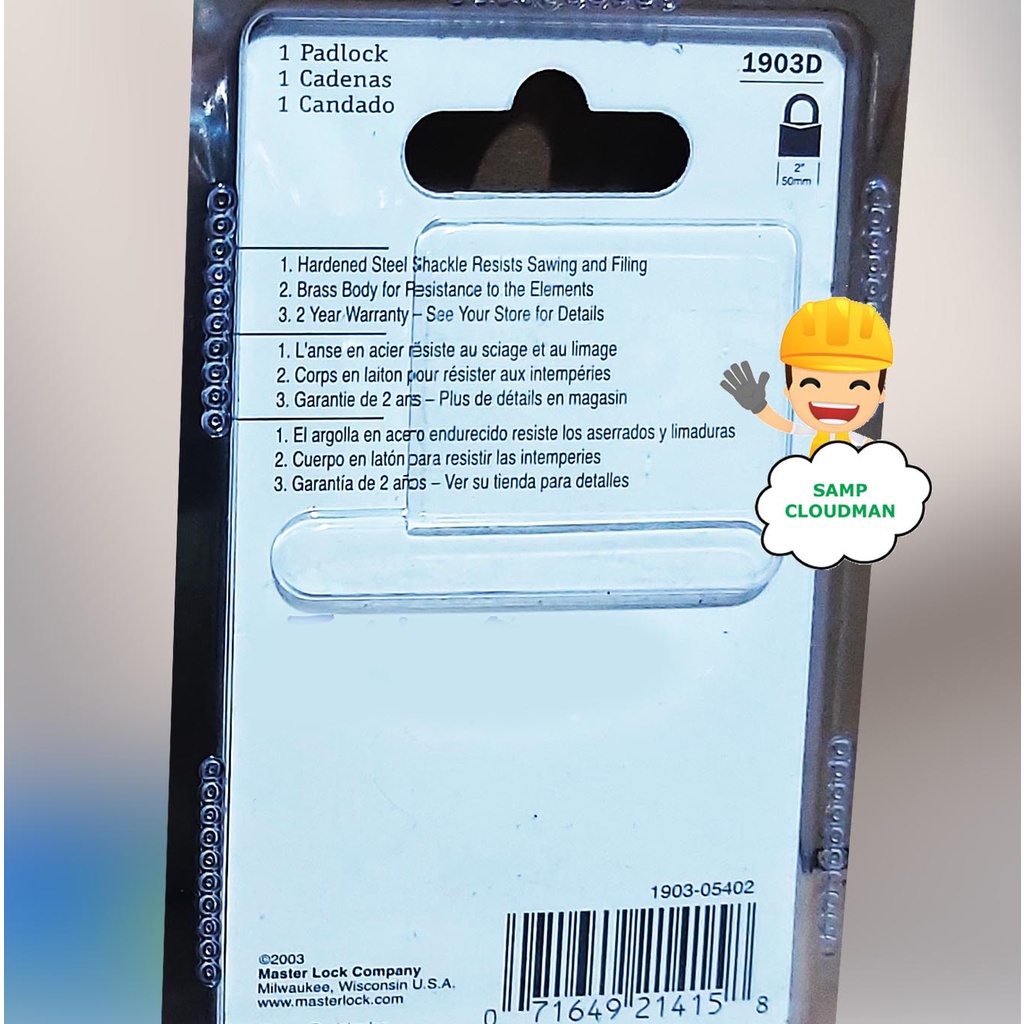 1 Padlock
1 Cadenas
1 Candado
1903D
2"
50mm
1. Hardened Steel Shackle Resists Sawing and Filing
2. Brass Body for Resistance to the Elements
3. 2 Year Warranty – See Your Store for Details
1. L'anse en acier résiste au sciage et au limage
2. Corps en laiton pour résister aux intempéries
3. Garantie de 2 ans – Plus de détails en magasin
1. El argolla en acero endurecido resiste los aserrados y limaduras
2. Cuerpo en latón para resistir las intemperies
3. Garantía de 2 años – Ver su tienda para detalles
SAMP
CLOUDMAN
1903-05402
©2003
Master Lock Company
Milwaukee, Wisconsin U.S.A.
www.masterlock.com
0 71649 21415 8